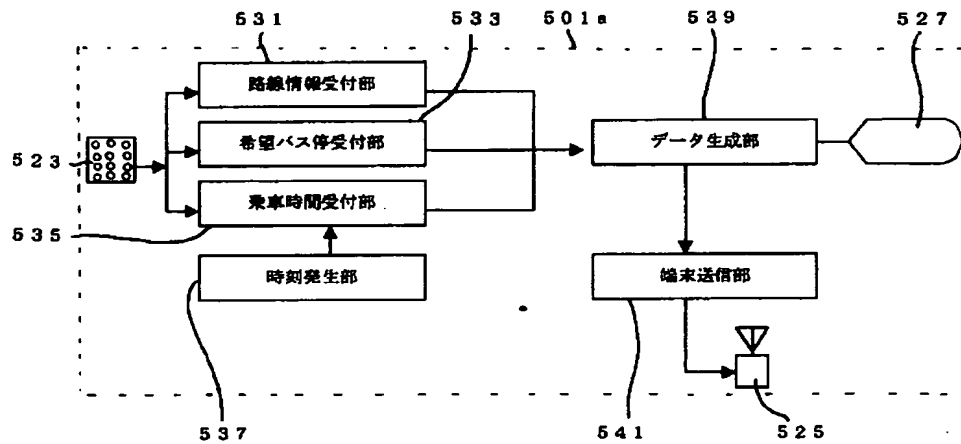 531
533
501a
539
527
路線情報受付部
希望バス停受付部
データ生成部
523
乗車時間受付部
535
時刻発生部
端末送信部
537
541
525